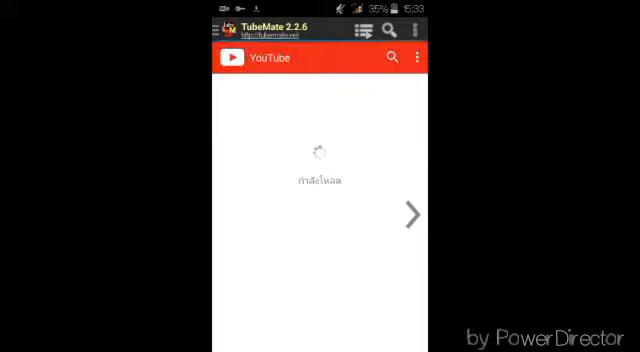 35% 15:33
TubeMate 2.2.6
http://tubemate.net
YouTube
กำลังโหลด
by PowerDirector